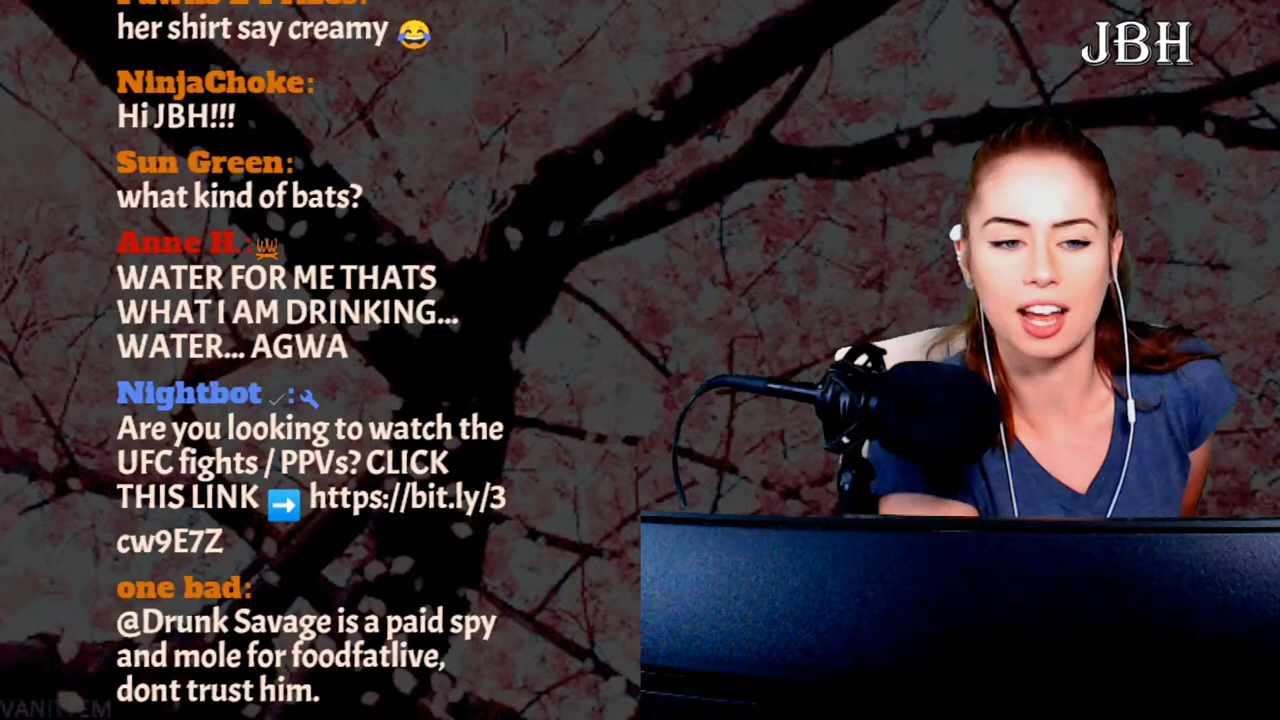 her shirt say creamy 😂
JBH
NinjaChoke:
Hi JBH!!!
Sun Green:
what kind of bats?
Anne H.:
WATER FOR ME THATS
WHAT I AM DRINKING...
WATER... AGWA
Nightbot ✓:
Are you looking to watch the
UFC fights / PPVs? CLICK
THIS LINK ➡️ https://bit.ly/3
cw9E7Z
one bad:
@Drunk Savage is a paid spy
and mole for foodfatlive,
dont trust him.